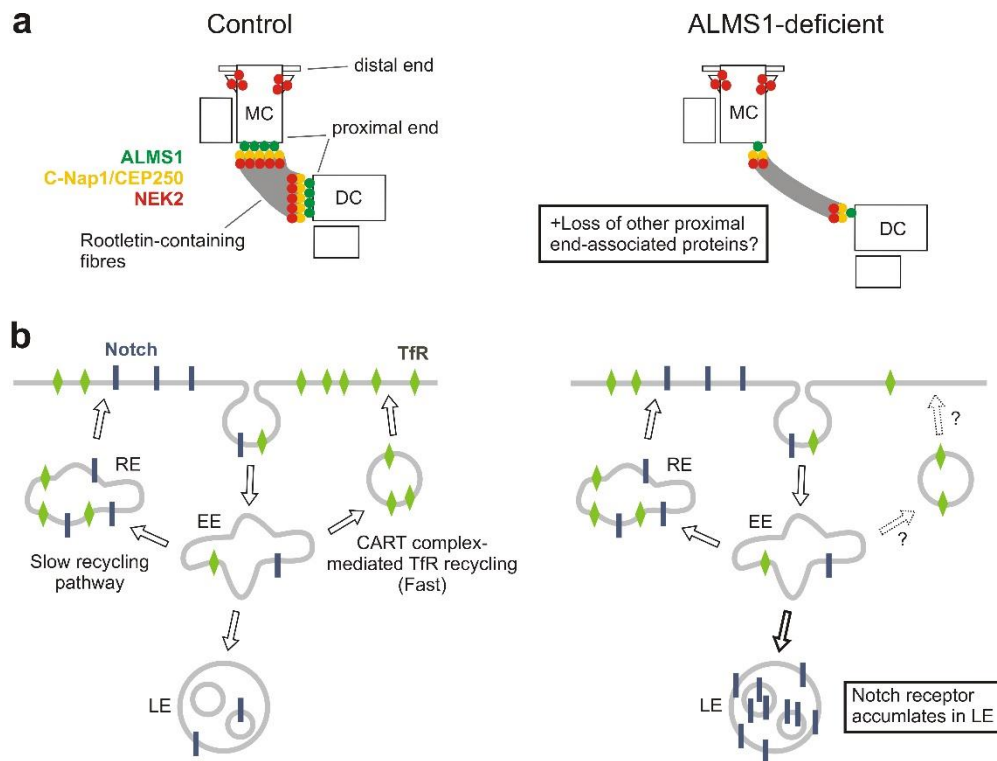 a
Control
ALMS1-deficient
distal end
MC
proximal end
ALMS1
C-Nap1/CEP250
NEK2
DC
Rootletin-containing
fibres
MC
+Loss of other proximal
end-associated proteins?
DC
b
Notch
TfR
RE
EE
Slow recycling
pathway
CART complex-
mediated TfR recycling
(Fast)
LE
?
RE
EE
?
LE
Notch receptor
accumlates in LE